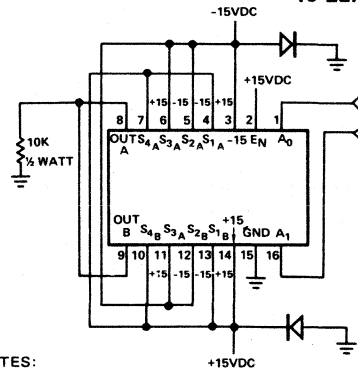 -15VDC
+15VDC
+15 -15 -15 +15
8 7 6 5 4 3 2 1
OUT A S4A S3A S2A S1A -15 EN A0
10K
½ WATT
OUT B S4B S3A S2B S1B +15 GND A1
9 10 11 12 13 14 15 16
+15 -15 -15 +15
TES:
+15VDC